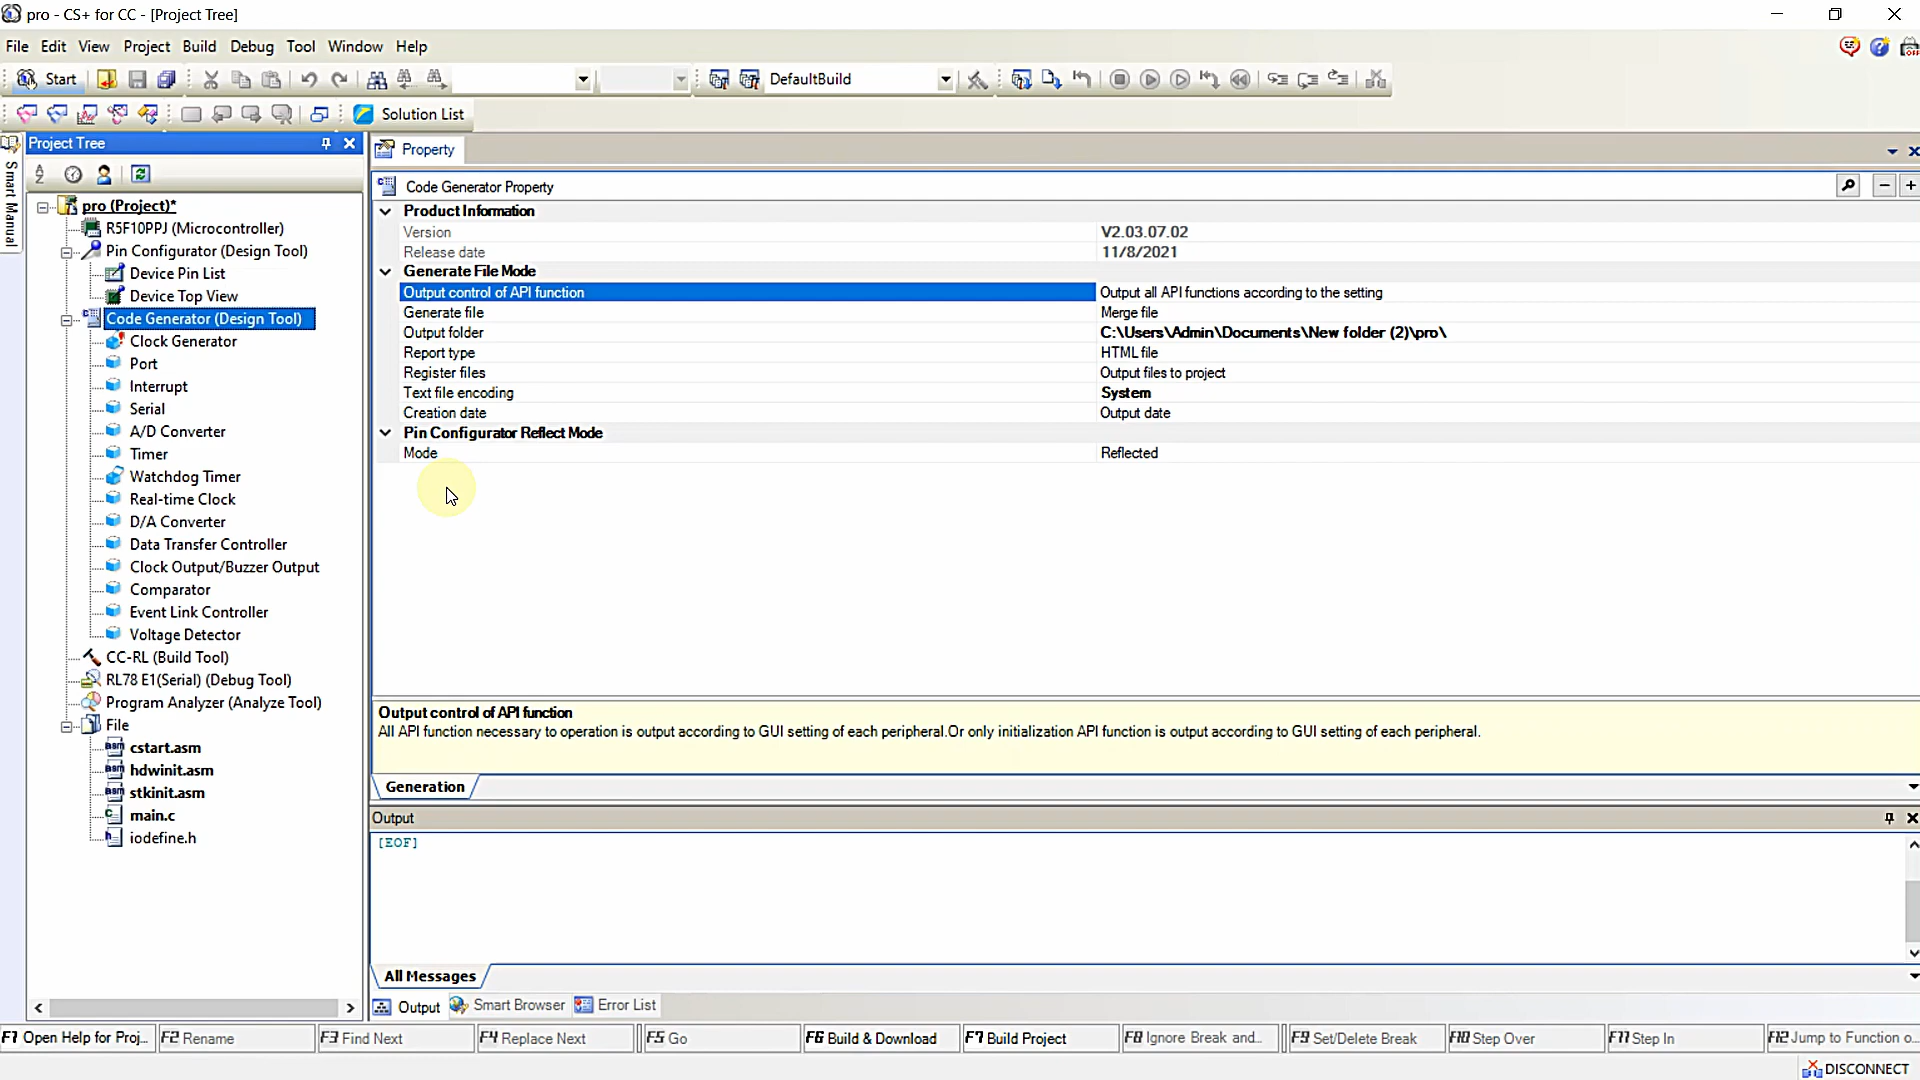 pro - CS+ for CC - [Project Tree]
File Edit View Project Build Debug Tool Window Help
Start DefaultBuild
Solution List
Smart Manual
Project Tree
pro (Project)*
R5F10PPJ (Microcontroller)
Pin Configurator (Design Tool)
Device Pin List
Device Top View
Code Generator (Design Tool)
Clock Generator
Port
Interrupt
Serial
A/D Converter
Timer
Watchdog Timer
Real-time Clock
D/A Converter
Data Transfer Controller
Clock Output/Buzzer Output
Comparator
Event Link Controller
Voltage Detector
CC-RL (Build Tool)
RL78 E1(Serial) (Debug Tool)
Program Analyzer (Analyze Tool)
File
cstart.asm
hdwinit.asm
stkinit.asm
main.c
iodefine.h
Property
Code Generator Property
Product Information
Version V2.03.07.02
Release date 11/8/2021
Generate File Mode
Output control of API function Output all API functions according to the setting
Generate file Merge file
Output folder C:\Users\Admin\Documents\New folder (2)\pro\
Report type HTML file
Register files Output files to project
Text file encoding System
Creation date Output date
Pin Configurator Reflect Mode
Mode Reflected
Output control of API function
All API function necessary to operation is output according to GUI setting of each peripheral.Or only initialization API function is output according to GUI setting of each peripheral.
Generation
Output
[EOF]
All Messages
Output Smart Browser Error List
F1 Open Help for Proj... F2 Rename F3 Find Next F4 Replace Next F5 Go F6 Build & Download F7 Build Project F8 Ignore Break and... F9 Set/Delete Break F10 Step Over F11 Step In F12 Jump to Function o...
DISCONNECT